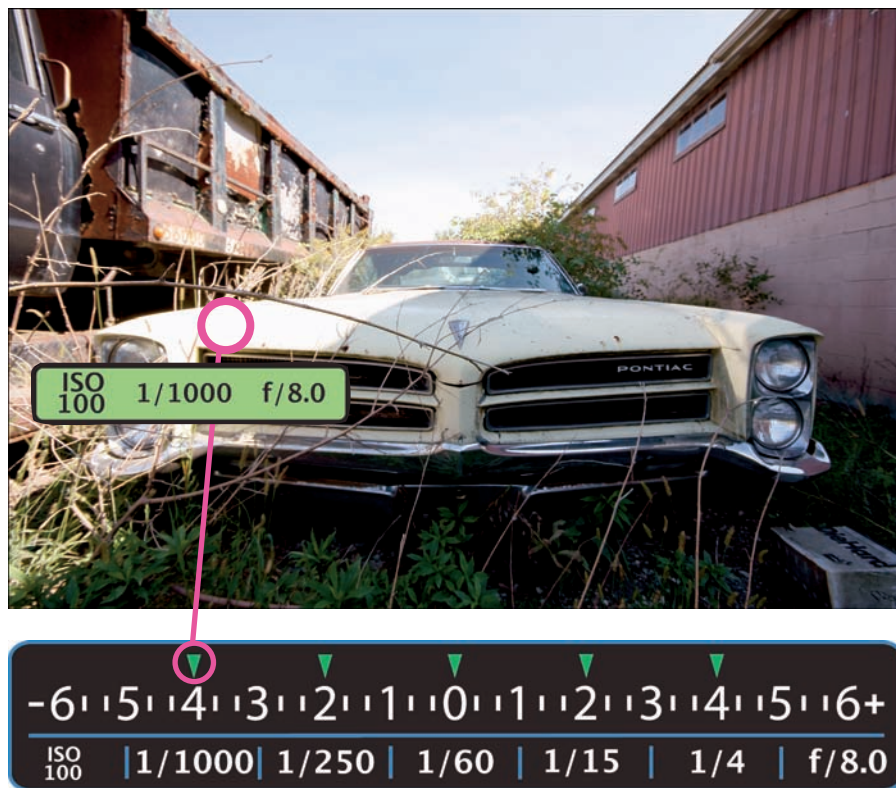 PONTIAC
ISO 100 1/1000 f/8.0
DieHard
-6 5 4 3 2 1 0 1 2 3 4 5 6+
ISO 100 | 1/1000 | 1/250 | 1/60 | 1/15 | 1/4 | f/8.0